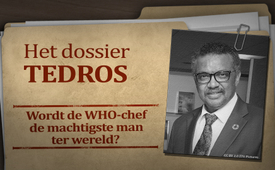 Het dossier
TEDROS
Wordt de WHO-chef
de machtigste man
ter wereld?